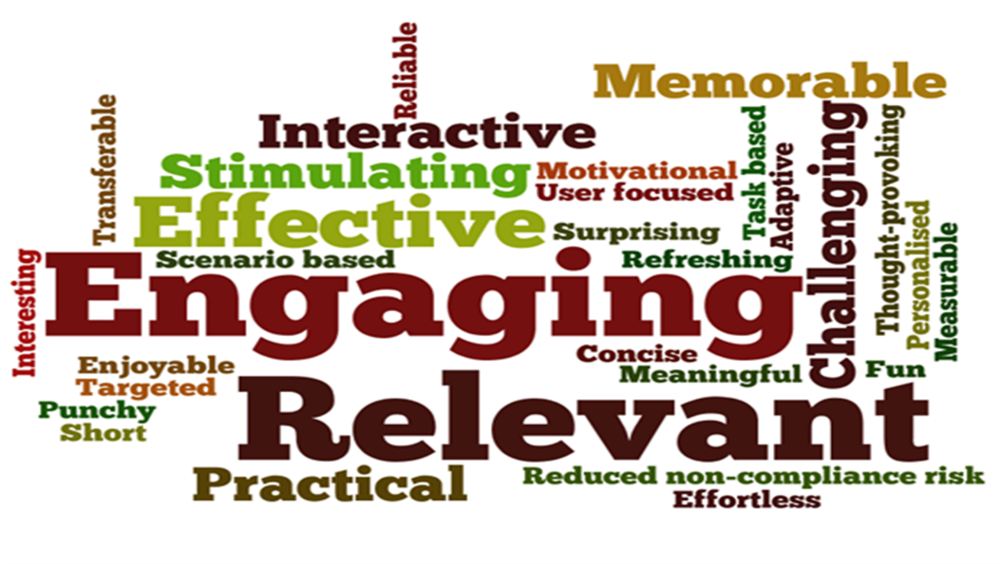 Reliable
Memorable
Transferable
Interactive
Task based
Challenging
Thought-provoking
Adaptive
Stimulating
Motivational
User focused
Effective
Surprising
Personalised
Measurable
Interesting
Scenario based
Refreshing
Engaging
Concise
Enjoyable
Meaningful
Fun
Targeted
Relevant
Punchy
Short
Practical
Reduced non-compliance risk
Effortless